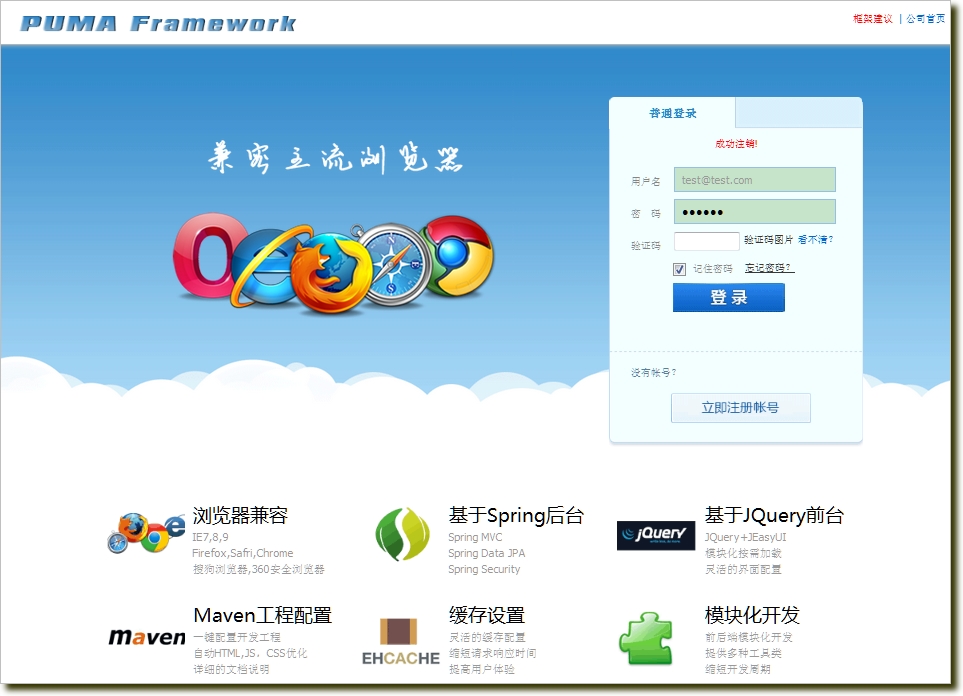 PUMA Framework
框架建议 | 公司首页
普通登录
兼容主流浏览器
成功注销!
用户名 test@test.com
密 码 ••••••
验证码 验证码图片 看不清?
记住密码 忘记密码?
登录
没有帐号?
立即注册帐号
浏览器兼容
IE7,8,9
Firefox,Safri,Chrome
搜狗浏览器,360安全浏览器
基于Spring后台
Spring MVC
Spring Data JPA
Spring Security
jQuery
基于JQuery前台
JQuery+JEasyUI
模块化按需加载
灵活的界面配置
maven
Maven工程配置
一键配置开发工程
自动HTML,JS，CSS优化
详细的文档说明
EHCACHE
缓存设置
灵活的缓存配置
缩短请求响应时间
提高用户体验
模块化开发
前后端模块化开发
提供多种工具类
缩短开发周期